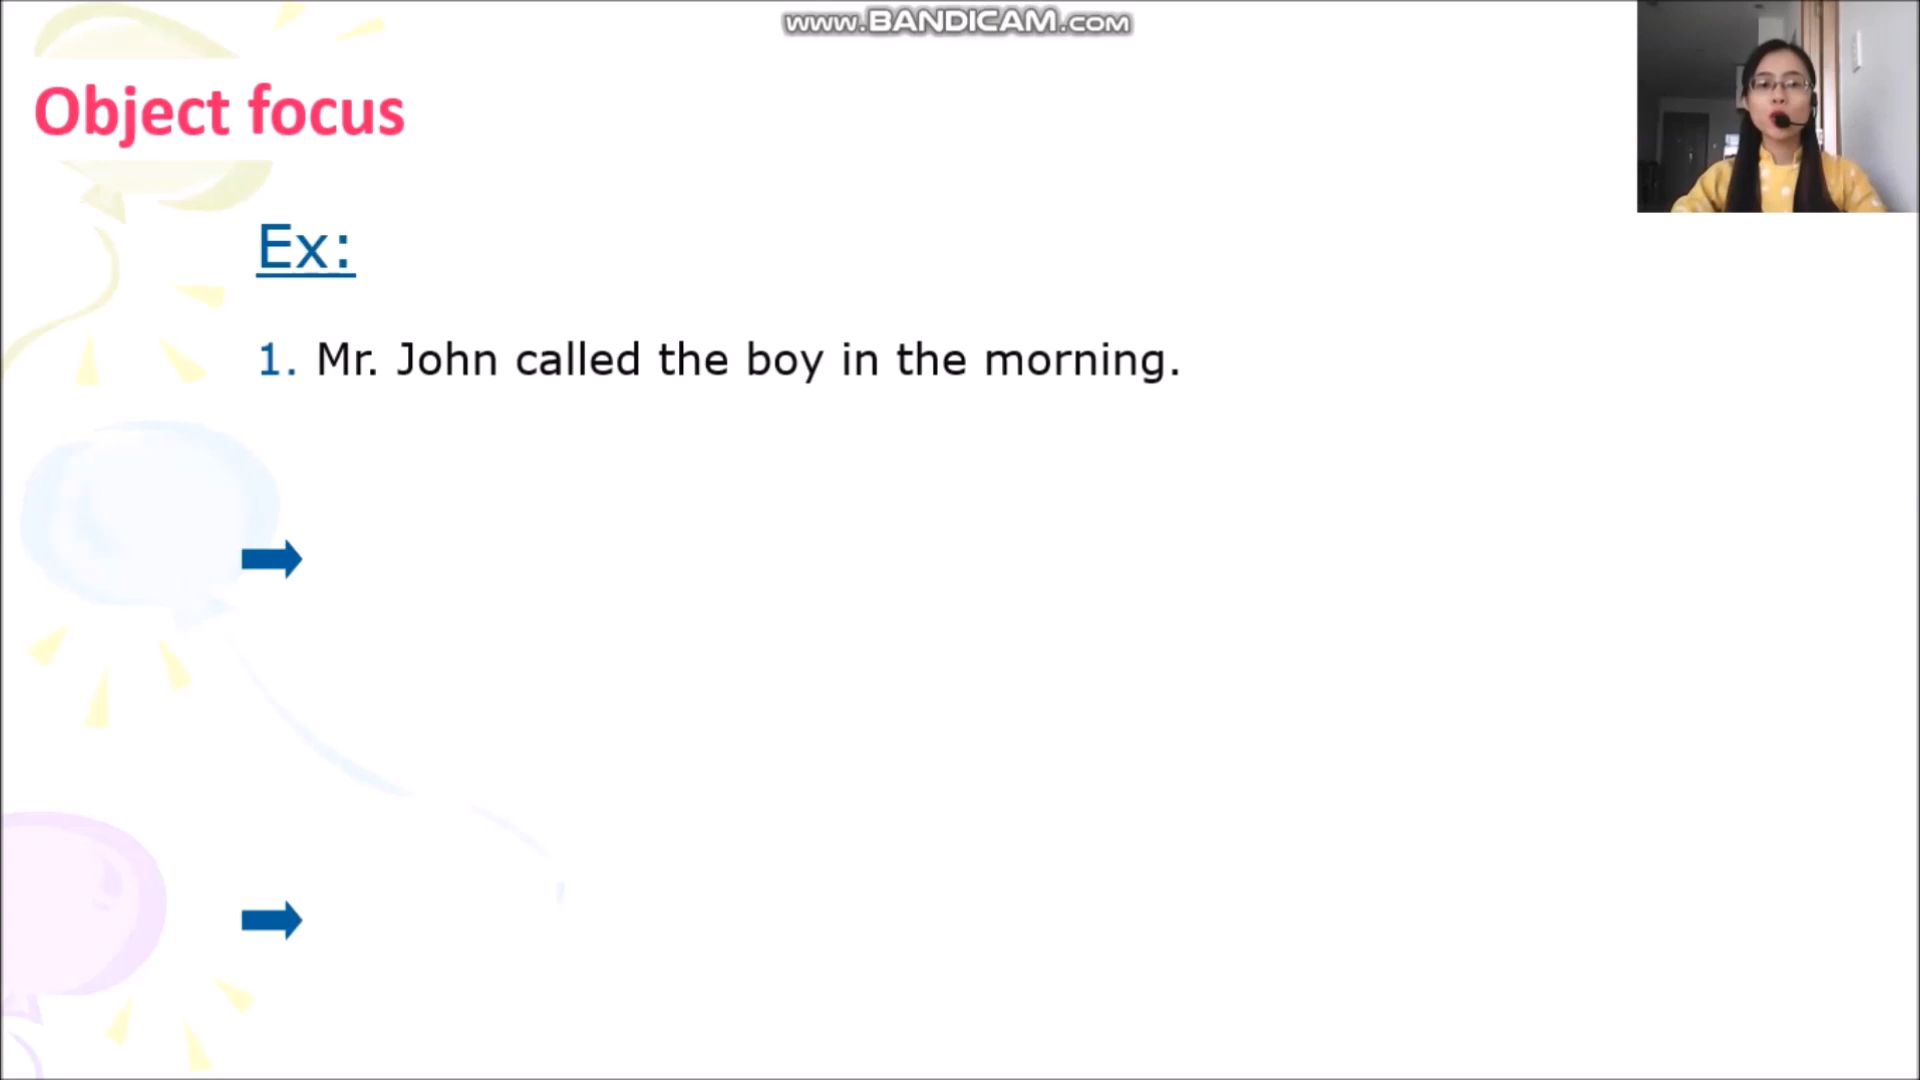 www.BANDICAM.com
Object focus
Ex:
1. Mr. John called the boy in the morning.